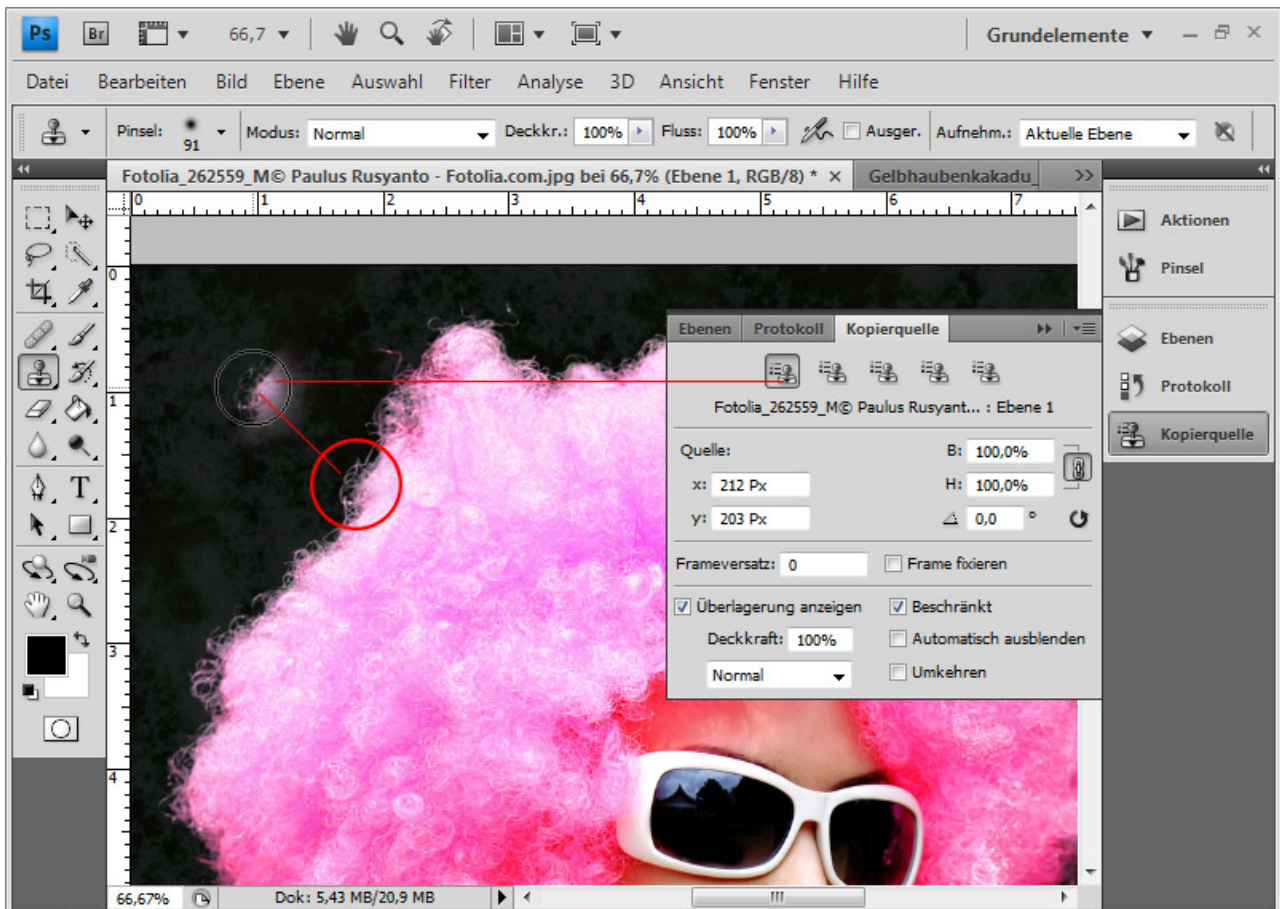 Ps Br 66,7 Grundelemente
Datei Bearbeiten Bild Ebene Auswahl Filter Analyse 3D Ansicht Fenster Hilfe
Pinsel: 91 Modus: Normal Deckkr.: 100% Fluss: 100% Ausger. Aufnehm.: Aktuelle Ebene
Fotolia_262559_M© Paulus Rusyanto - Fotolia.com.jpg bei 66,7% (Ebene 1, RGB/8) * × Gelbhaubenkakadu_
0 1 2 3 4 5 6 7
0
1
2
3
4
Aktionen
Pinsel
Ebenen
Protokoll
Kopierquelle
Ebenen Protokoll Kopierquelle
Fotolia_262559_M© Paulus Rusyant... : Ebene 1
Quelle: B: 100,0%
x: 212 Px H: 100,0%
y: 203 Px 0,0 °
Frameversatz: 0 Frame fixieren
Überlagerung anzeigen Beschränkt
Deckkraft: 100% Automatisch ausblenden
Normal Umkehren
66,67% Dok: 5,43 MB/20,9 MB